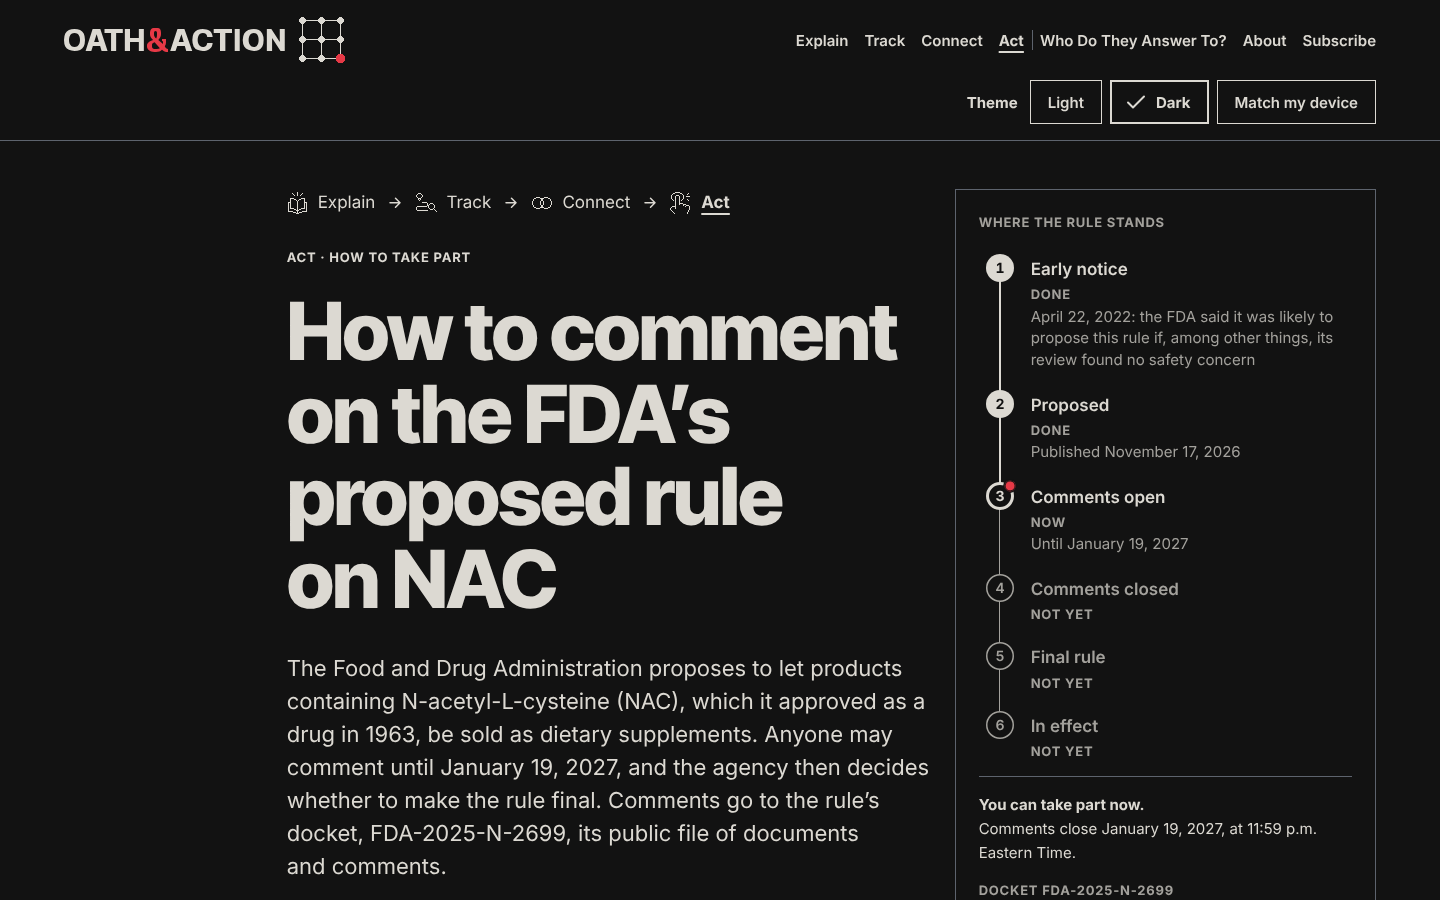 OATH&ACTION
Explain Track Connect Act Who Do They Answer To? About Subscribe
Theme Light Dark Match my device
Explain → Track → Connect → Act
ACT · HOW TO TAKE PART
How to comment
on the FDA’s
proposed rule
on NAC
The Food and Drug Administration proposes to let products
containing N-acetyl-L-cysteine (NAC), which it approved as a
drug in 1963, be sold as dietary supplements. Anyone may
comment until January 19, 2027, and the agency then decides
whether to make the rule final. Comments go to the rule’s
docket, FDA-2025-N-2699, its public file of documents
and comments.
WHERE THE RULE STANDS
1 Early notice
DONE
April 22, 2022: the FDA said it was likely to
propose this rule if, among other things, its
review found no safety concern
2 Proposed
DONE
Published November 17, 2026
3 Comments open
NOW
Until January 19, 2027
4 Comments closed
NOT YET
5 Final rule
NOT YET
6 In effect
NOT YET
You can take part now.
Comments close January 19, 2027, at 11:59 p.m.
Eastern Time.
DOCKET FDA-2025-N-2699